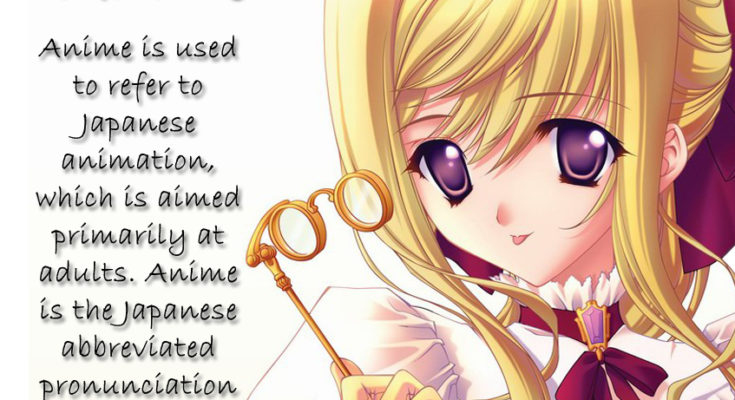 Anime is used
to refer to
Japanese
animation,
which is aimed
primarily at
adults. Anime
is the Japanese
abbreviated
pronunciation